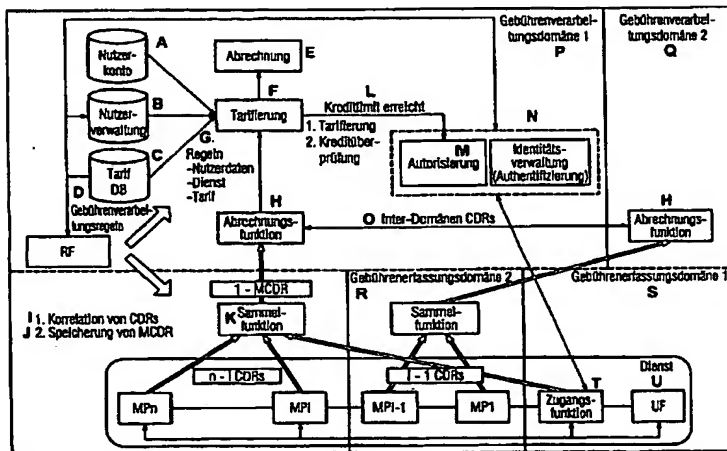 Gebührenverarbei-
tungsdomäne 1
P
Gebührenverarbei-
tungsdomäne 2
Q
A
Nutzer-
konto
Abrechnung
E
B
Nutzer-
verwaltung
F
Tarifierung
L
Kreditlimit erreicht
1. Tarifierung
2. Kreditüber-
prüfung
N
G.
Regeln
-Nutzerdaten
-Dienst
-Tarif
C
Tarif
DB
M
Autorisierung
Identitäts-
verwaltung
(Authentifizierung)
D
Gebührenverarbei-
tungsregeln
RF
H
Abrechnungs-
funktion
O Inter-Domänen CDRs
H
Abrechnungs-
funktion
1 - MCDR
Gebührenerfassungsdomäne 2
R
Gebührenerfassungsdomäne 1
S
I 1. Korrelation von CDRs
J 2. Speicherung von MCDR
K Sammel-
funktion
Sammel-
funktion
n - i CDRs
i - 1 CDRs
T
Dienst
U
MPn
MPi
MPi-1
MP1
Zugangs-
funktion
UF